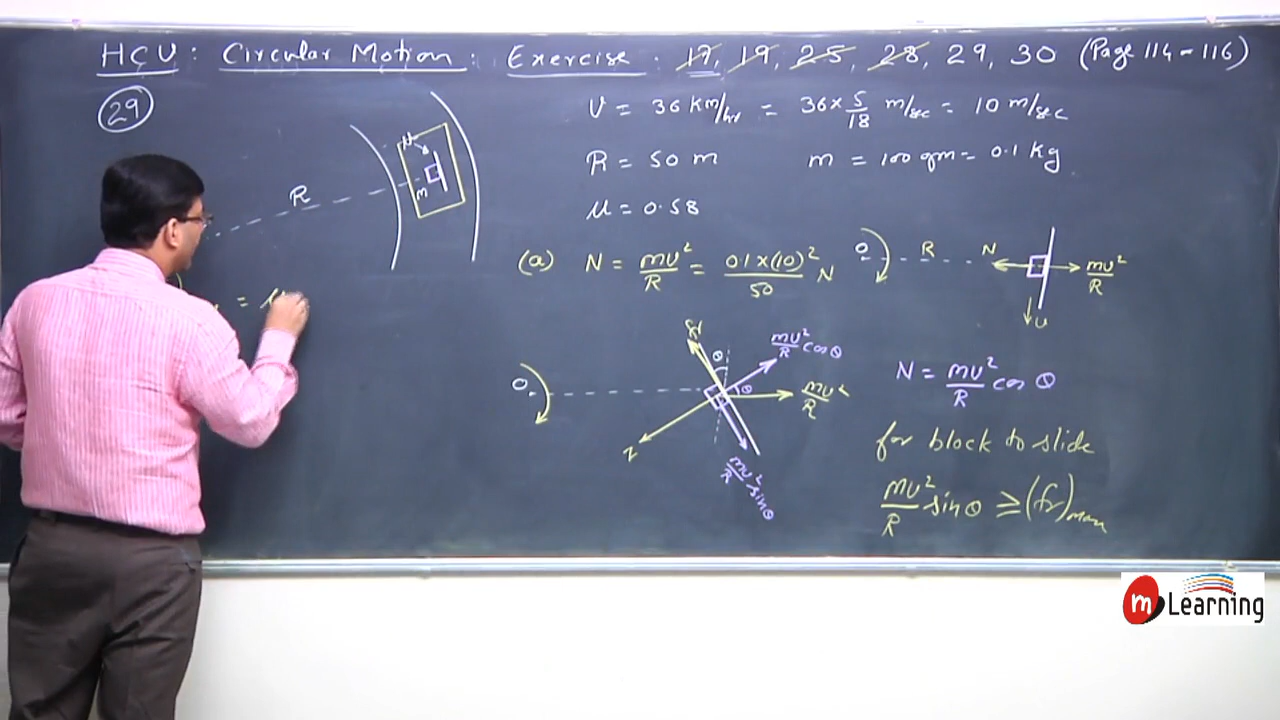 HCV : Circular Motion : Exercise : 17, 19, 25, 28, 29, 30 (Page 114 - 116)
29
V = 36 Km/hr = 36 × 5/18 m/sec = 10 m/sec
R = 50 m m = 100 gm = 0.1 Kg
μ = 0.58
R
μ
m
(a) N = mv²/R = 0.1 × (10)²/50 N
O R N mv²/R
υ
= μ
O
fr
θ
θ
mv²/R cos θ
mv²/R
N
mv²/R sin θ
N = mv²/R cos θ
for block to slide
mv²/R sin θ ≥ (fr)max
m Learning